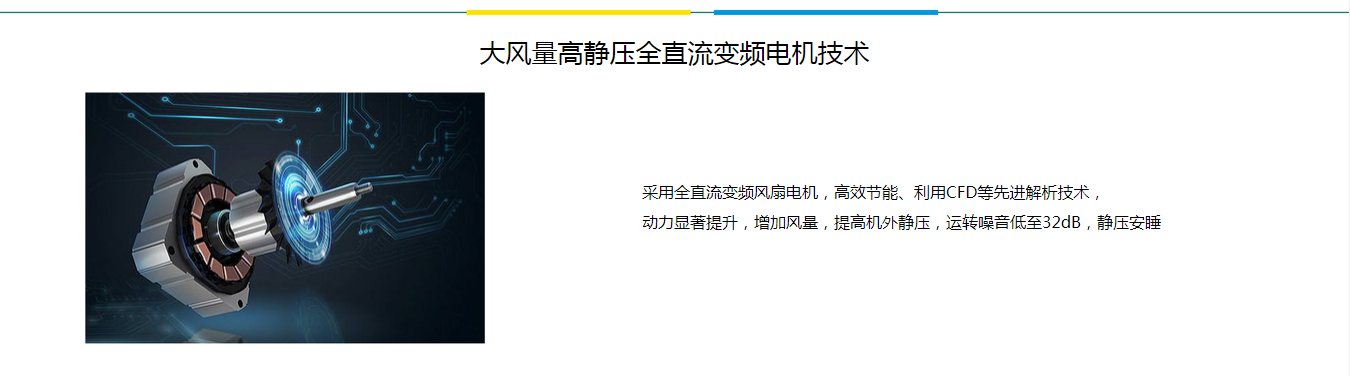 大风量高静压全直流变频电机技术
采用全直流变频风扇电机，高效节能、利用CFD等先进解析技术，
动力显著提升，增加风量，提高机外静压，运转噪音低至32dB，静压安睡